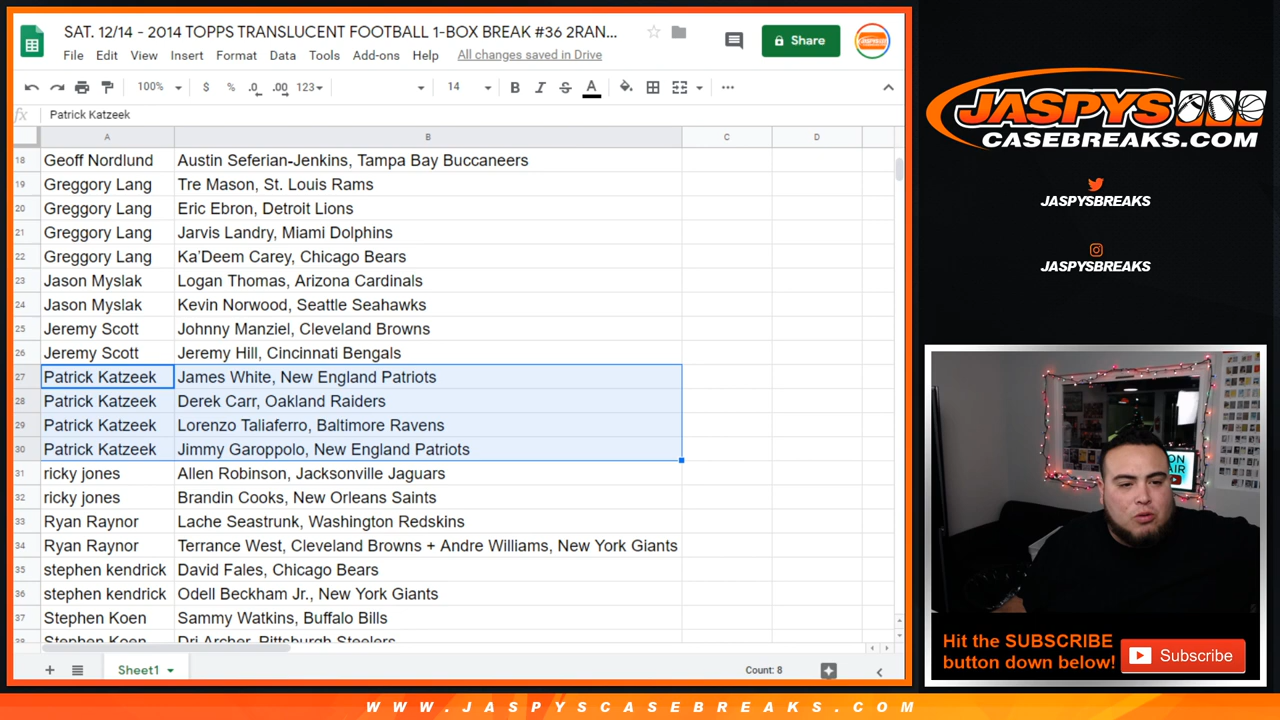 SAT. 12/14 - 2014 TOPPS TRANSLUCENT FOOTBALL 1-BOX BREAK #36 2RAN...
File Edit View Insert Format Data Tools Add-ons Help All changes saved in Drive
Share
100% $ % .0 .00 123 14 B I S A
fx Patrick Katzeek
A B C D
18 Geoff Nordlund Austin Seferian-Jenkins, Tampa Bay Buccaneers
19 Greggory Lang Tre Mason, St. Louis Rams
20 Greggory Lang Eric Ebron, Detroit Lions
21 Greggory Lang Jarvis Landry, Miami Dolphins
22 Greggory Lang Ka'Deem Carey, Chicago Bears
23 Jason Myslak Logan Thomas, Arizona Cardinals
24 Jason Myslak Kevin Norwood, Seattle Seahawks
25 Jeremy Scott Johnny Manziel, Cleveland Browns
26 Jeremy Scott Jeremy Hill, Cincinnati Bengals
27 Patrick Katzeek James White, New England Patriots
28 Patrick Katzeek Derek Carr, Oakland Raiders
29 Patrick Katzeek Lorenzo Taliaferro, Baltimore Ravens
30 Patrick Katzeek Jimmy Garoppolo, New England Patriots
31 ricky jones Allen Robinson, Jacksonville Jaguars
32 ricky jones Brandin Cooks, New Orleans Saints
33 Ryan Raynor Lache Seastrunk, Washington Redskins
34 Ryan Raynor Terrance West, Cleveland Browns + Andre Williams, New York Giants
35 stephen kendrick David Fales, Chicago Bears
36 stephen kendrick Odell Beckham Jr., New York Giants
37 Stephen Koen Sammy Watkins, Buffalo Bills
38 Stephen Koen Dri Archer, Pittsburgh Steelers
Sheet1
Count: 8
JASPYS
CASEBREAKS.COM
JASPYSBREAKS
JASPYSBREAKS
ON
AIR
Hit the SUBSCRIBE
button down below!
Subscribe
WWW.JASPYSCASEBREAKS.COM